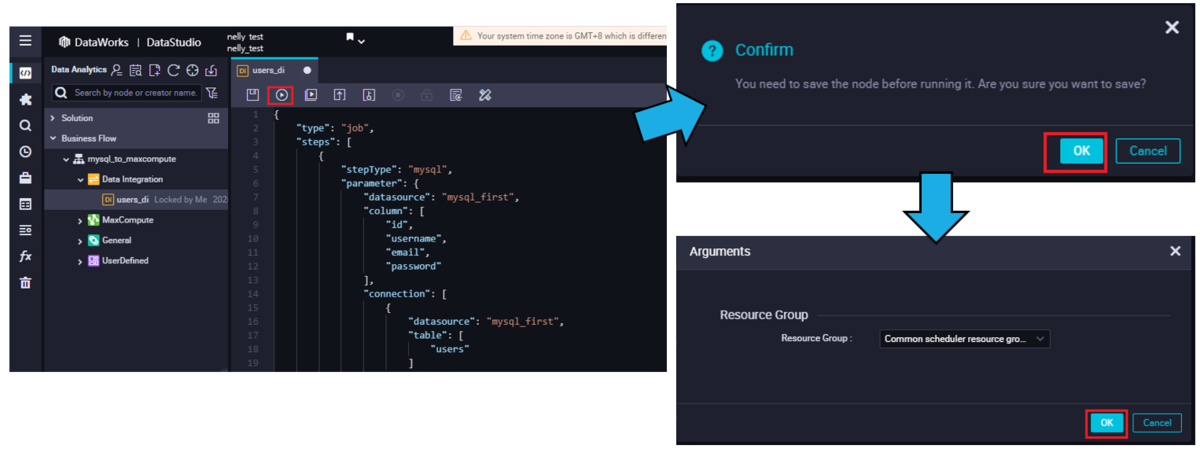 DataWorks | DataStudio
nelly test
nelly_test
Your system time zone is GMT+8 which is differen
Data Analytics
Search by node or creator name.
Solution
Business Flow
mysql_to_maxcompute
Data Integration
DI users_di Locked by Me 202
MaxCompute
General
UserDefined
fx
DI users_di
1 {
2 "type": "job",
3 "steps": [
4 {
5 "stepType": "mysql",
6 "parameter": {
7 "datasource": "mysql_first",
8 "column": [
9 "id",
10 "username",
11 "email",
12 "password"
13 ],
14 "connection": [
15 {
16 "datasource": "mysql_first",
17 "table": [
18 "users"
19 ]
Confirm
You need to save the node before running it. Are you sure you want to save?
OK
Cancel
Arguments
Resource Group
Resource Group :
Common scheduler resource gro...
OK
Cancel